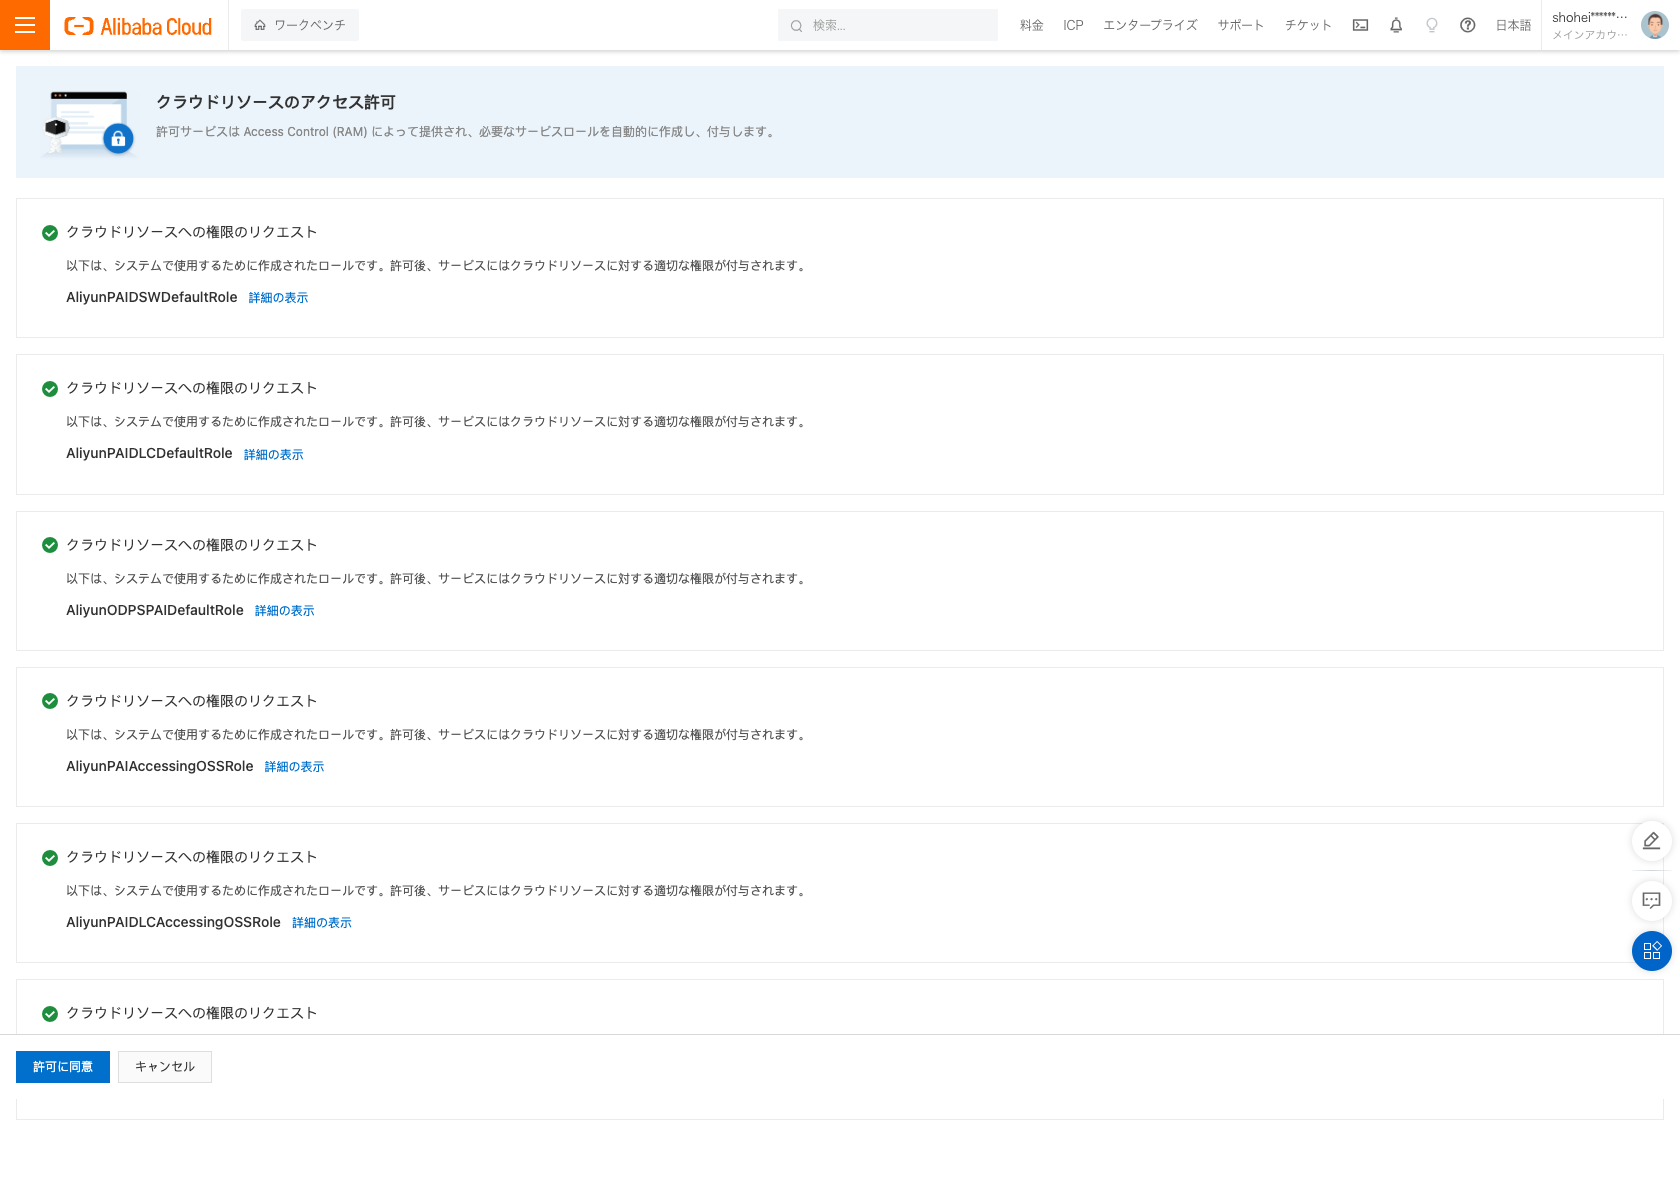 Alibaba Cloud
ワークベンチ
検索...
料金
ICP
エンタープライズ
サポート
チケット
日本語
shohei******…
メインアカウ…
クラウドリソースのアクセス許可
許可サービスは Access Control (RAM) によって提供され、必要なサービスロールを自動的に作成し、付与します。
クラウドリソースへの権限のリクエスト
以下は、システムで使用するために作成されたロールです。許可後、サービスにはクラウドリソースに対する適切な権限が付与されます。
AliyunPAIDSWDefaultRole 詳細の表示
クラウドリソースへの権限のリクエスト
以下は、システムで使用するために作成されたロールです。許可後、サービスにはクラウドリソースに対する適切な権限が付与されます。
AliyunPAIDLCDefaultRole 詳細の表示
クラウドリソースへの権限のリクエスト
以下は、システムで使用するために作成されたロールです。許可後、サービスにはクラウドリソースに対する適切な権限が付与されます。
AliyunODPSPAIDefaultRole 詳細の表示
クラウドリソースへの権限のリクエスト
以下は、システムで使用するために作成されたロールです。許可後、サービスにはクラウドリソースに対する適切な権限が付与されます。
AliyunPAIAccessingOSSRole 詳細の表示
クラウドリソースへの権限のリクエスト
以下は、システムで使用するために作成されたロールです。許可後、サービスにはクラウドリソースに対する適切な権限が付与されます。
AliyunPAIDLCAccessingOSSRole 詳細の表示
クラウドリソースへの権限のリクエスト
許可に同意
キャンセル